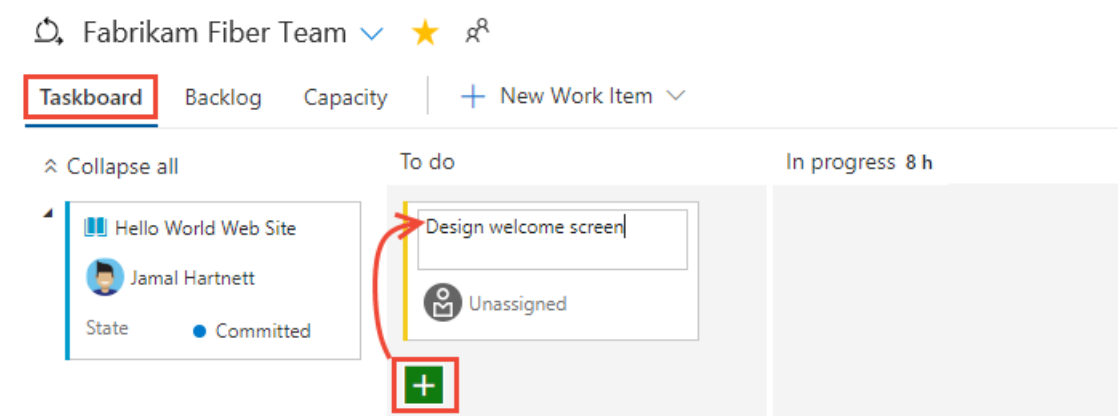 Fabrikam Fiber Team
Taskboard Backlog Capacity New Work Item
Collapse all
To do
In progress 8 h
Hello World Web Site
Jamal Hartnett
State Committed
Design welcome screen
Unassigned